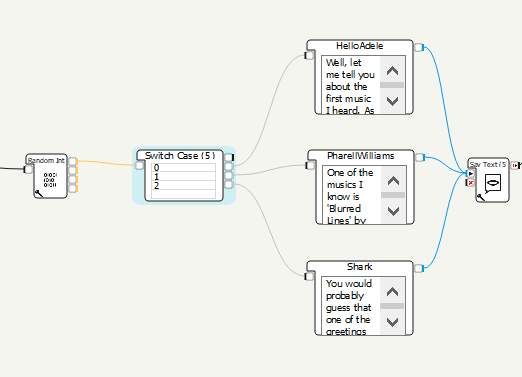 HelloAdele
Well, let
me tell you
about the
first music
I heard. As
Random Int
Switch Case (5)
0
1
2
PharellWilliams
One of the
musics I
know is
'Blurred
Lines' by
Say Text (5
Shark
You would
probably
guess that
one of the
greetings